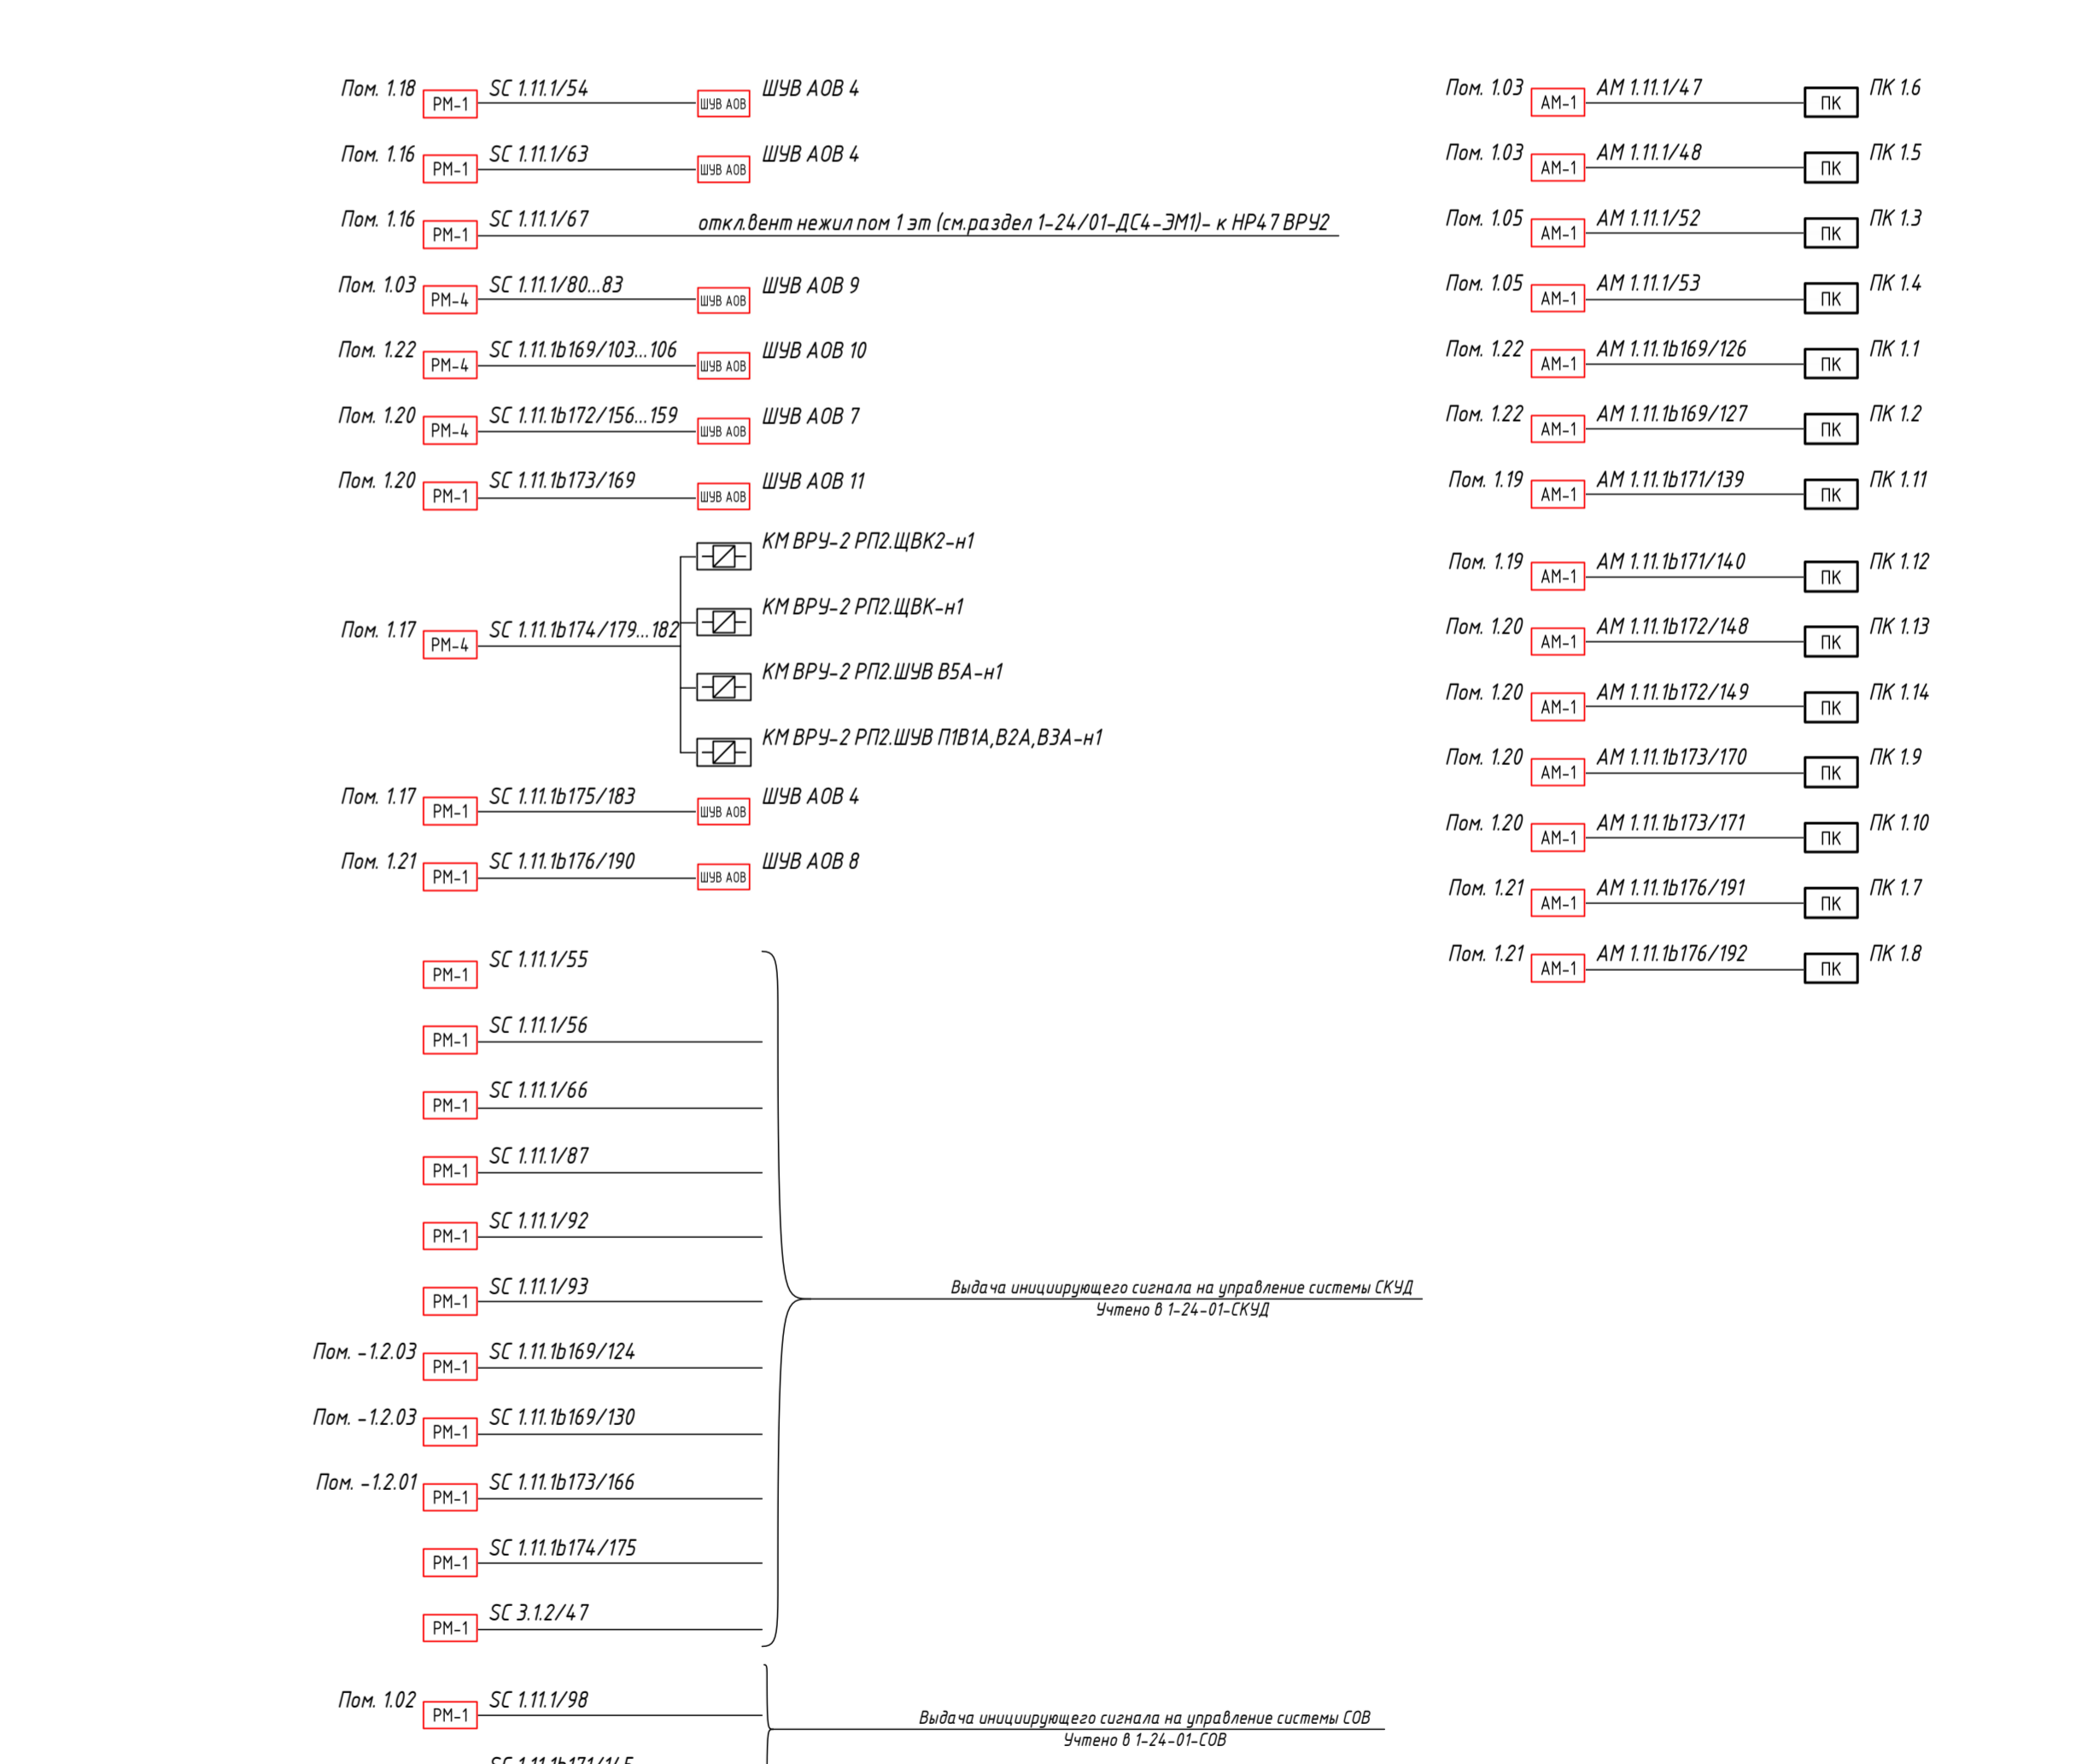 Пом. 1.18 РМ-1 SC 1.11.1/54 ШУВ АОВ ШУВ АОВ 4
Пом. 1.16 РМ-1 SC 1.11.1/63 ШУВ АОВ ШУВ АОВ 4
Пом. 1.16 РМ-1 SC 1.11.1/67 откл.вент нежил пом 1 эт (см.раздел 1-24/01-ДС4-ЭМ1)- к НР47 ВРУ2
Пом. 1.03 РМ-4 SC 1.11.1/80...83 ШУВ АОВ ШУВ АОВ 9
Пом. 1.22 РМ-4 SC 1.11.1b169/103...106 ШУВ АОВ ШУВ АОВ 10
Пом. 1.20 РМ-4 SC 1.11.1b172/156...159 ШУВ АОВ ШУВ АОВ 7
Пом. 1.20 РМ-1 SC 1.11.1b173/169 ШУВ АОВ ШУВ АОВ 11
КМ ВРУ-2 РП2.ЩВК2-н1
КМ ВРУ-2 РП2.ЩВК-н1
Пом. 1.17 РМ-4 SC 1.11.1b174/179...182
КМ ВРУ-2 РП2.ШУВ В5А-н1
КМ ВРУ-2 РП2.ШУВ П1В1А,В2А,В3А-н1
Пом. 1.17 РМ-1 SC 1.11.1b175/183 ШУВ АОВ ШУВ АОВ 4
Пом. 1.21 РМ-1 SC 1.11.1b176/190 ШУВ АОВ ШУВ АОВ 8
РМ-1 SC 1.11.1/55
РМ-1 SC 1.11.1/56
РМ-1 SC 1.11.1/66
РМ-1 SC 1.11.1/87
РМ-1 SC 1.11.1/92
РМ-1 SC 1.11.1/93
Выдача инициирующего сигнала на управление системы СКУД
Учтено в 1-24-01-СКУД
Пом. -1.2.03 РМ-1 SC 1.11.1b169/124
Пом. -1.2.03 РМ-1 SC 1.11.1b169/130
Пом. -1.2.01 РМ-1 SC 1.11.1b173/166
РМ-1 SC 1.11.1b174/175
РМ-1 SC 3.1.2/47
Пом. 1.02 РМ-1 SC 1.11.1/98
Выдача инициирующего сигнала на управление системы СОВ
Учтено в 1-24-01-СОВ
SC 1.11.1b171/145
Пом. 1.03 АМ-1 АМ 1.11.1/47 ПК ПК 1.6
Пом. 1.03 АМ-1 АМ 1.11.1/48 ПК ПК 1.5
Пом. 1.05 АМ-1 АМ 1.11.1/52 ПК ПК 1.3
Пом. 1.05 АМ-1 АМ 1.11.1/53 ПК ПК 1.4
Пом. 1.22 АМ-1 АМ 1.11.1b169/126 ПК ПК 1.1
Пом. 1.22 АМ-1 АМ 1.11.1b169/127 ПК ПК 1.2
Пом. 1.19 АМ-1 АМ 1.11.1b171/139 ПК ПК 1.11
Пом. 1.19 АМ-1 АМ 1.11.1b171/140 ПК ПК 1.12
Пом. 1.20 АМ-1 АМ 1.11.1b172/148 ПК ПК 1.13
Пом. 1.20 АМ-1 АМ 1.11.1b172/149 ПК ПК 1.14
Пом. 1.20 АМ-1 АМ 1.11.1b173/170 ПК ПК 1.9
Пом. 1.20 АМ-1 АМ 1.11.1b173/171 ПК ПК 1.10
Пом. 1.21 АМ-1 АМ 1.11.1b176/191 ПК ПК 1.7
Пом. 1.21 АМ-1 АМ 1.11.1b176/192 ПК ПК 1.8